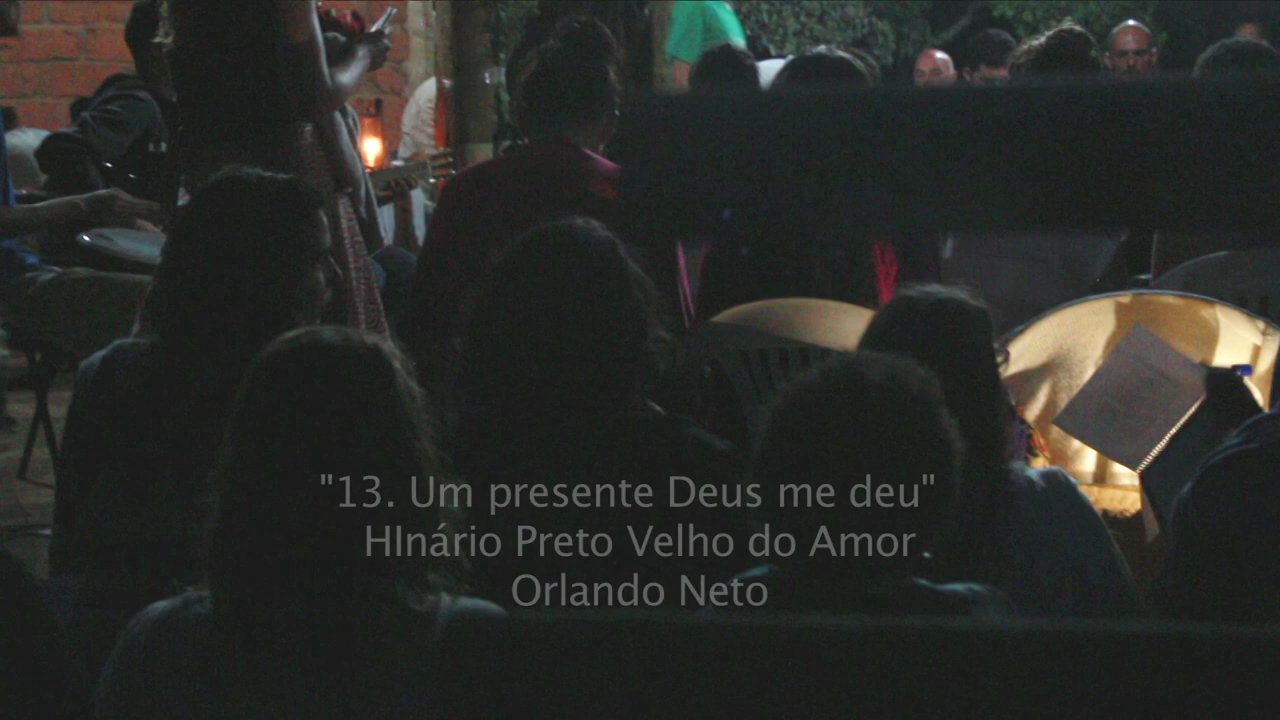 "13. Um presente Deus me deu"
HInário Preto Velho do Amor
Orlando Neto